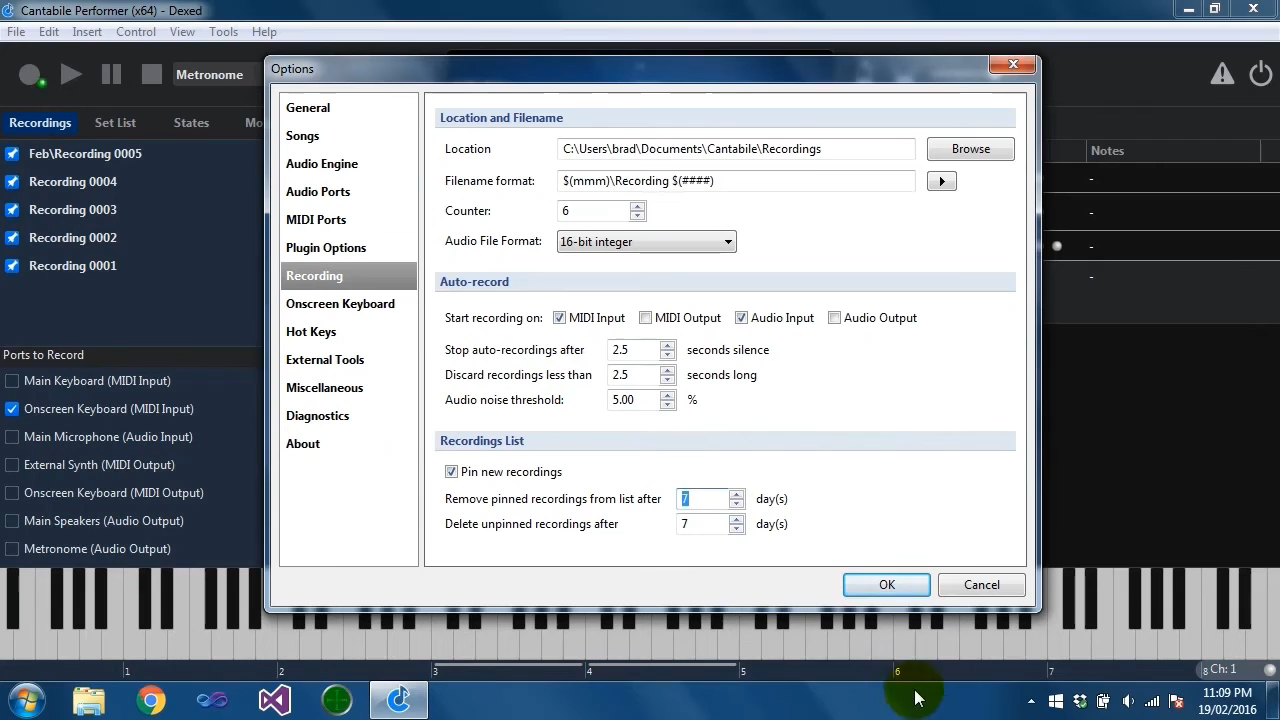 Cantabile Performer (x64) - Dexed
File Edit Insert Control View Tools Help
Metronome
Recordings Set List States Mo
Feb\Recording 0005
Recording 0004
Recording 0003
Recording 0002
Recording 0001
Ports to Record
Main Keyboard (MIDI Input)
Onscreen Keyboard (MIDI Input)
Main Microphone (Audio Input)
External Synth (MIDI Output)
Onscreen Keyboard (MIDI Output)
Main Speakers (Audio Output)
Metronome (Audio Output)
Options
General
Songs
Audio Engine
Audio Ports
MIDI Ports
Plugin Options
Recording
Onscreen Keyboard
Hot Keys
External Tools
Miscellaneous
Diagnostics
About
Location and Filename
Location C:\Users\brad\Documents\Cantabile\Recordings Browse
Filename format: $(mmm)\Recording $(####)
Counter: 6
Audio File Format: 16-bit integer
Auto-record
Start recording on: MIDI Input MIDI Output Audio Input Audio Output
Stop auto-recordings after 2.5 seconds silence
Discard recordings less than 2.5 seconds long
Audio noise threshold: 5.00 %
Recordings List
Pin new recordings
Remove pinned recordings from list after 7 day(s)
Delete unpinned recordings after 7 day(s)
OK Cancel
Notes
-
-
-
-
1 2 3 4 5 6 7 8 Ch: 1
11:09 PM
19/02/2016